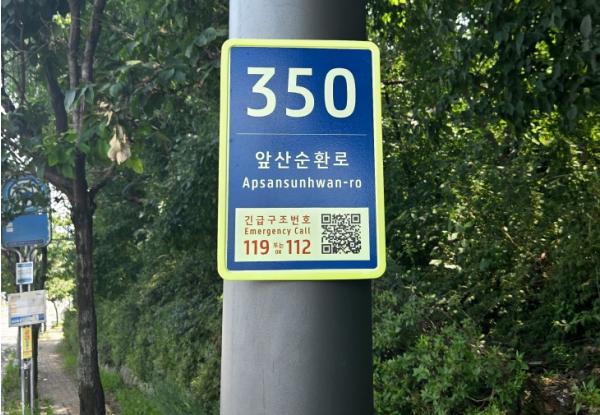 350
앞산순환로
Apsansunhwan-ro
긴급구조번호
Emergency Call
119 또는 OR 112